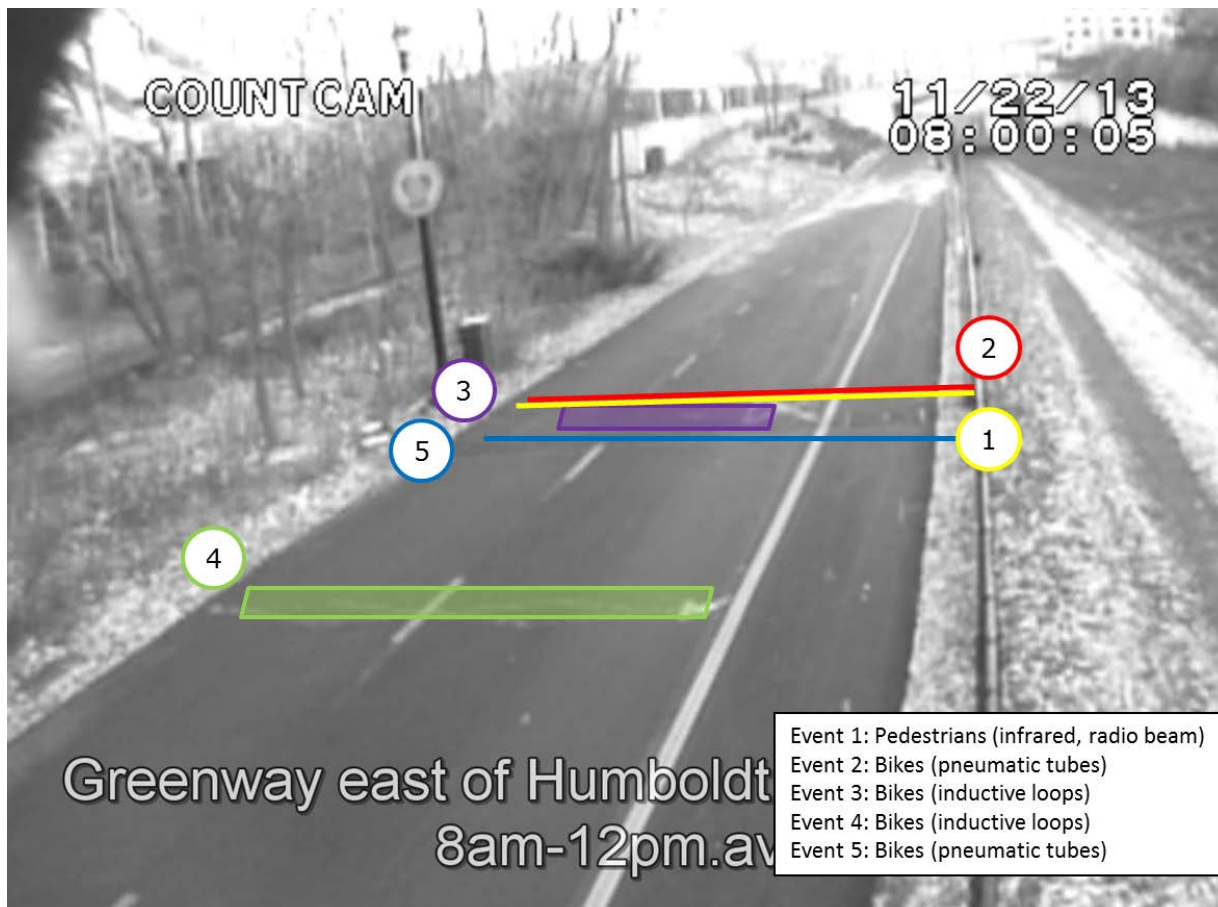 COUNTCAM
11/22/13
08:00:05
2
3
1
5
4
Event 1: Pedestrians (infrared, radio beam)
Event 2: Bikes (pneumatic tubes)
Event 3: Bikes (inductive loops)
Event 4: Bikes (inductive loops)
Event 5: Bikes (pneumatic tubes)
Greenway east of Humboldt
8am-12pm.av